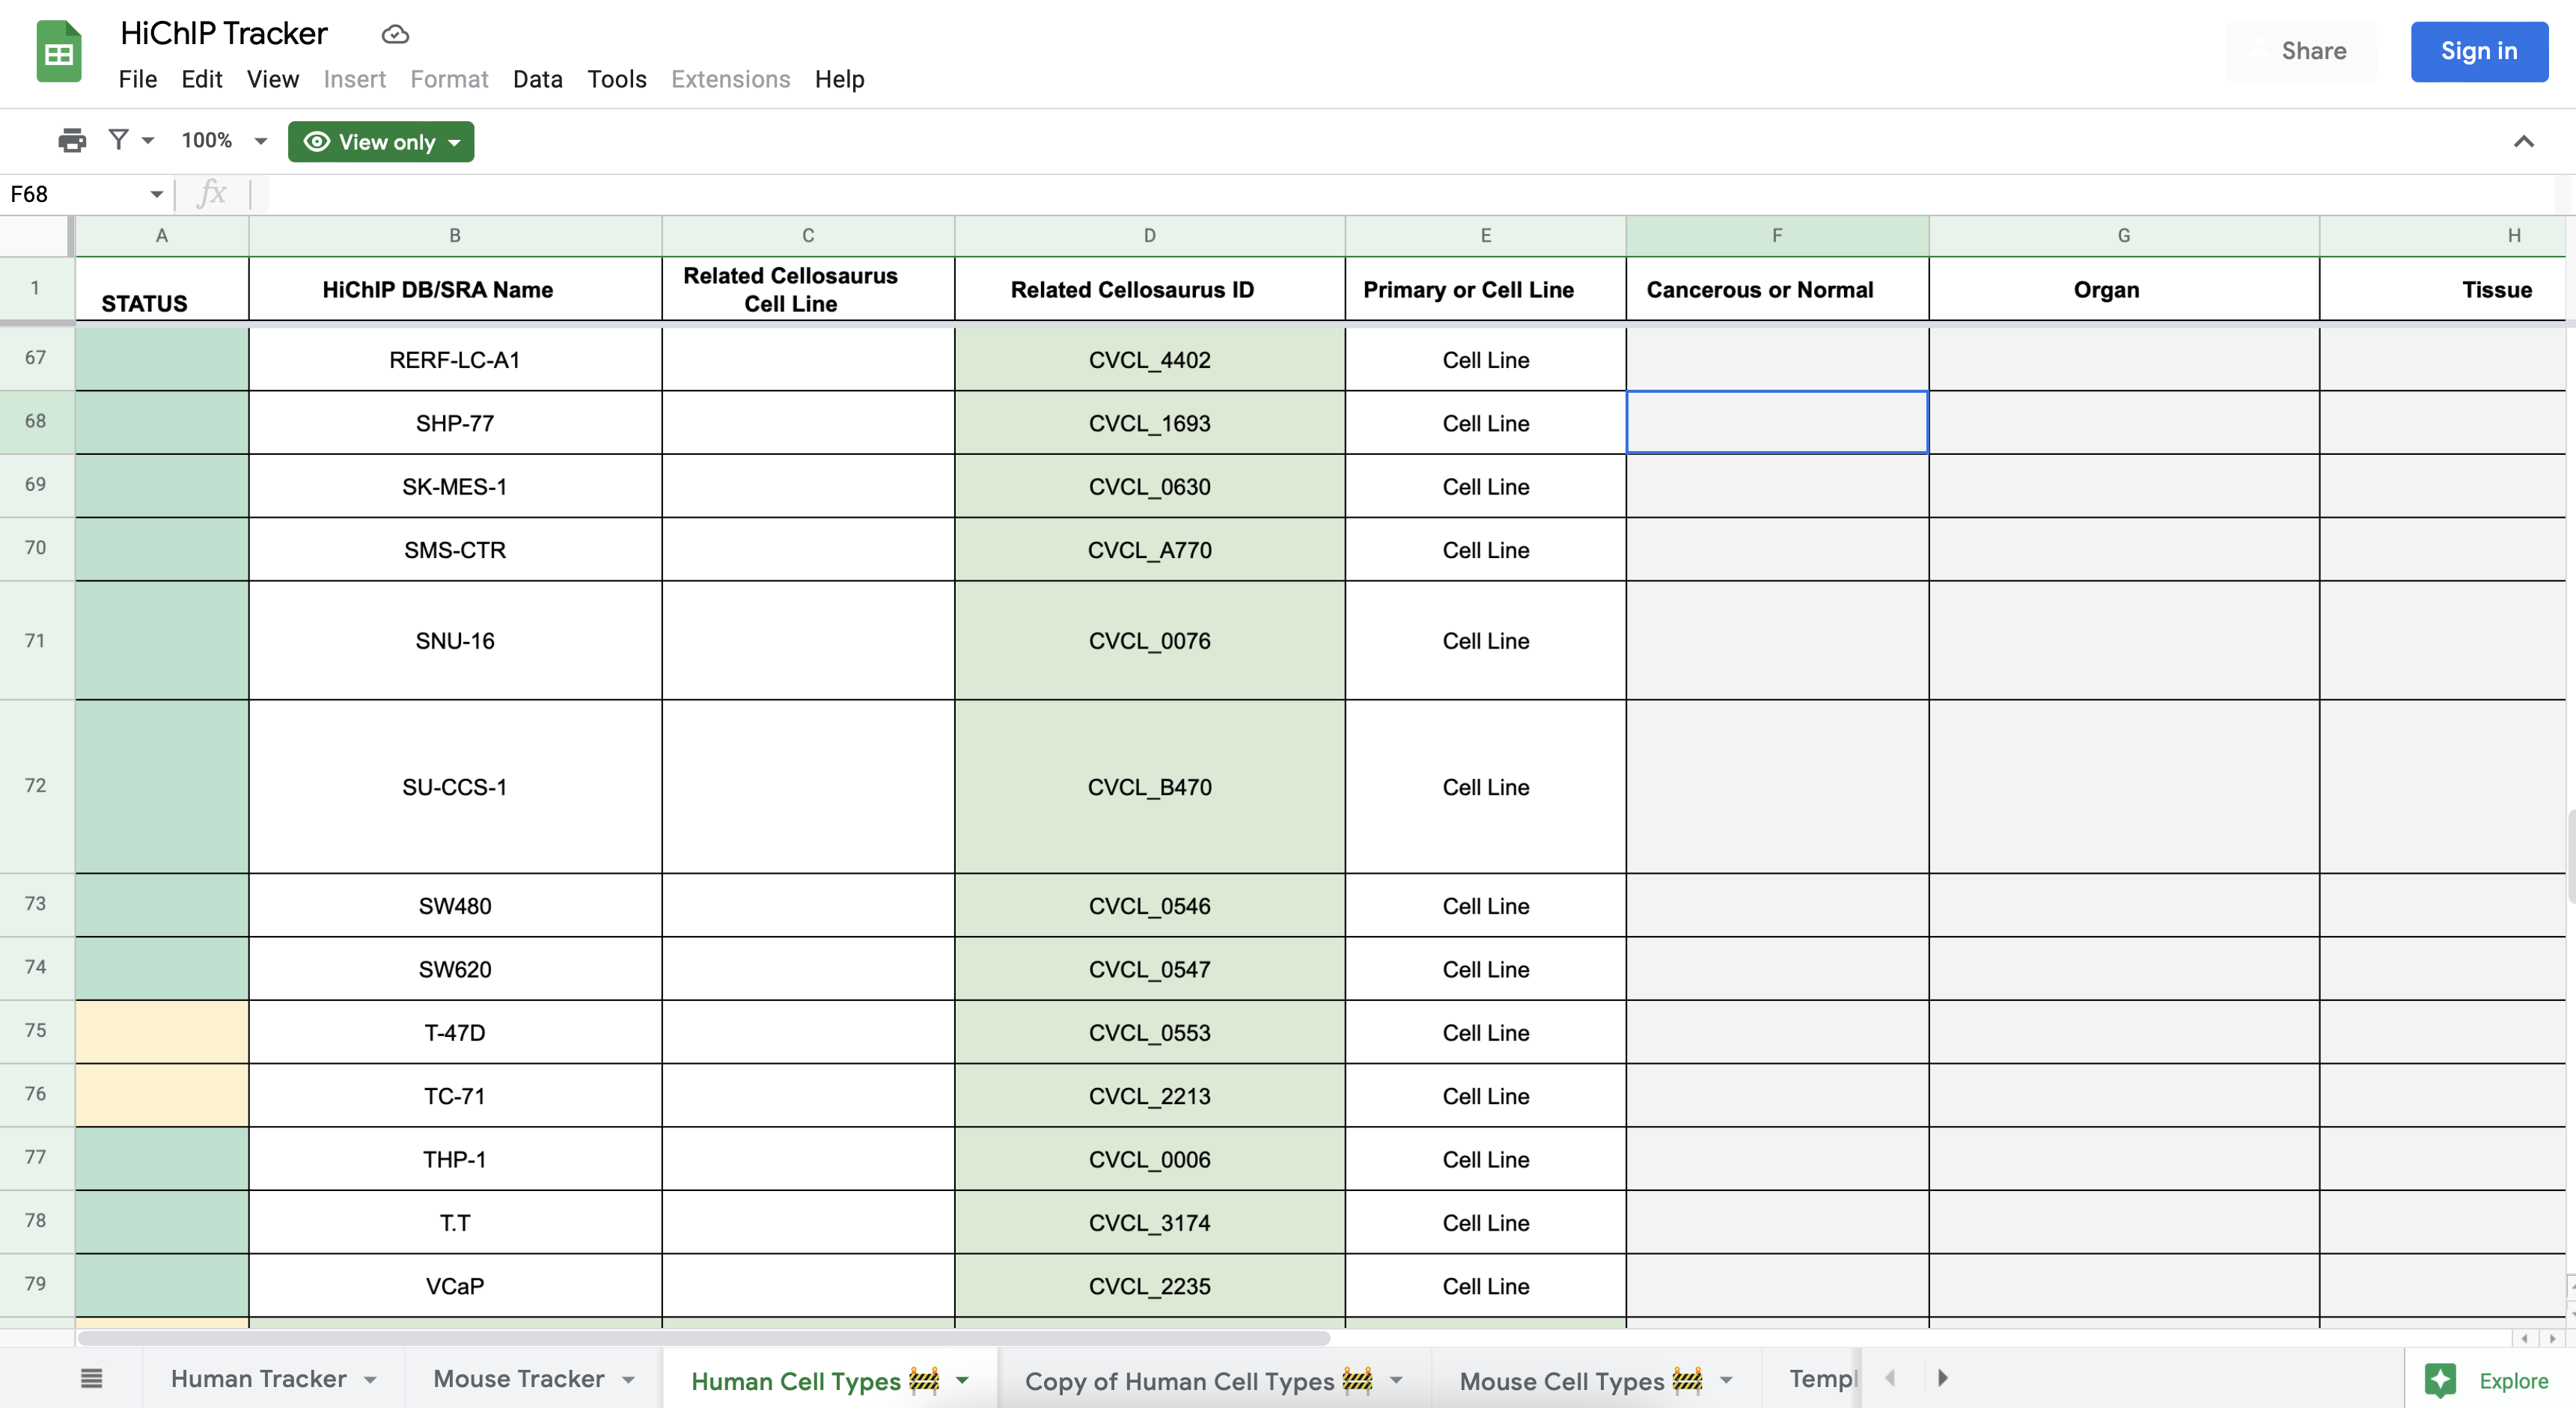 HiChIP Tracker
File Edit View Insert Format Data Tools Extensions Help
Share
Sign in
100% View only
F68 fx
A B C D E F G H
1 STATUS HiChIP DB/SRA Name Related Cellosaurus Cell Line Related Cellosaurus ID Primary or Cell Line Cancerous or Normal Organ Tissue
67 RERF-LC-A1 CVCL_4402 Cell Line
68 SHP-77 CVCL_1693 Cell Line
69 SK-MES-1 CVCL_0630 Cell Line
70 SMS-CTR CVCL_A770 Cell Line
71 SNU-16 CVCL_0076 Cell Line
72 SU-CCS-1 CVCL_B470 Cell Line
73 SW480 CVCL_0546 Cell Line
74 SW620 CVCL_0547 Cell Line
75 T-47D CVCL_0553 Cell Line
76 TC-71 CVCL_2213 Cell Line
77 THP-1 CVCL_0006 Cell Line
78 T.T CVCL_3174 Cell Line
79 VCaP CVCL_2235 Cell Line
Human Tracker Mouse Tracker Human Cell Types 🚧 Copy of Human Cell Types 🚧 Mouse Cell Types 🚧 Templ Explore